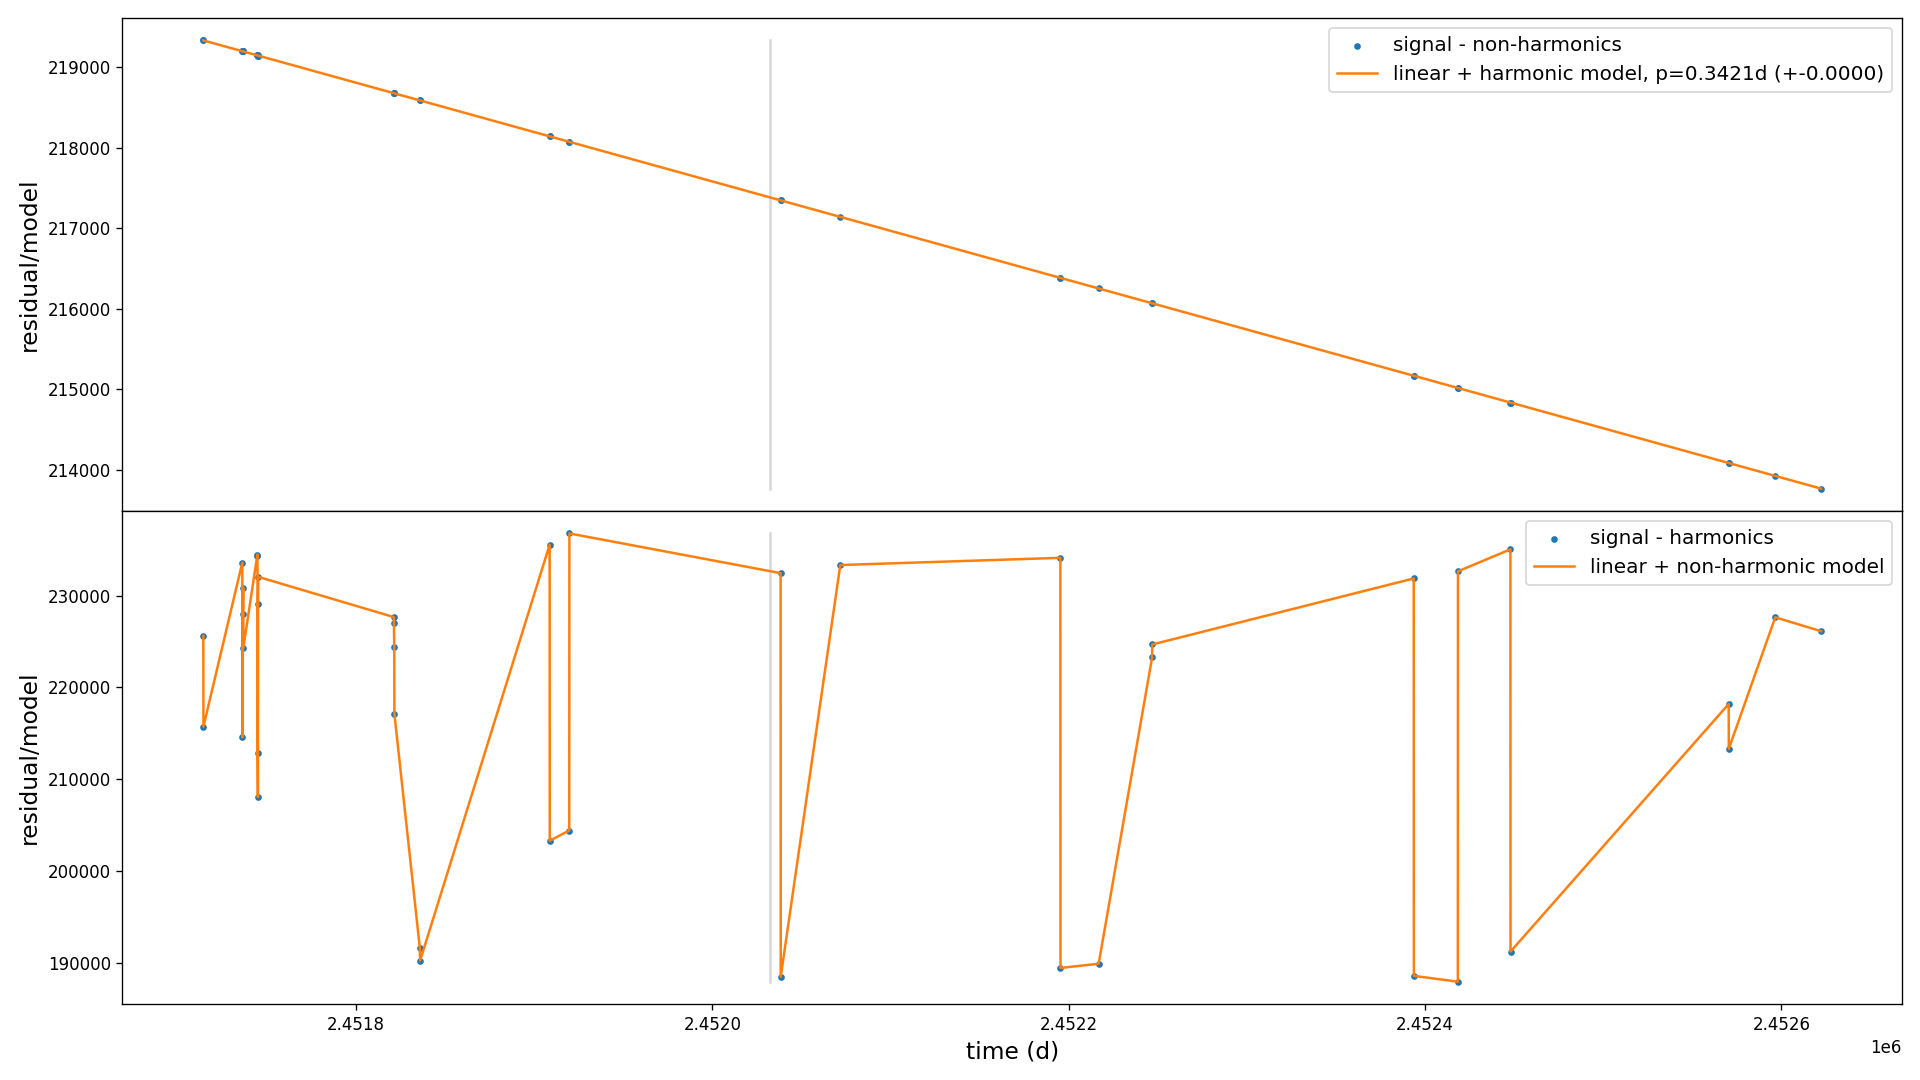 signal - non-harmonics
linear + harmonic model, p=0.3421d (+-0.0000)
219000
218000
217000
216000
215000
214000
residual/model
signal - harmonics
linear + non-harmonic model
230000
220000
210000
200000
190000
residual/model
2.4518 2.4520 2.4522 2.4524 2.4526
1e6
time (d)